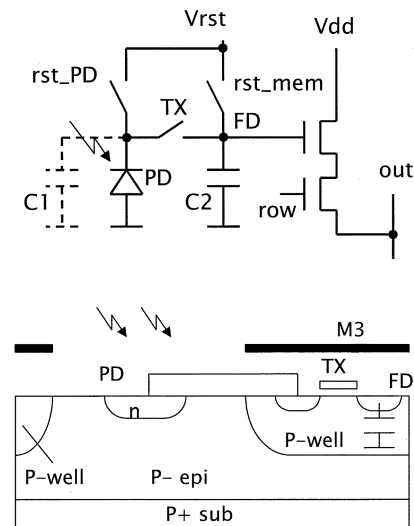 Vrst
Vdd
rst_PD
rst_mem
TX
FD
out
PD
C1
C2
row
M3
PD
TX
FD
n
P-well
P-well
P- epi
P+ sub